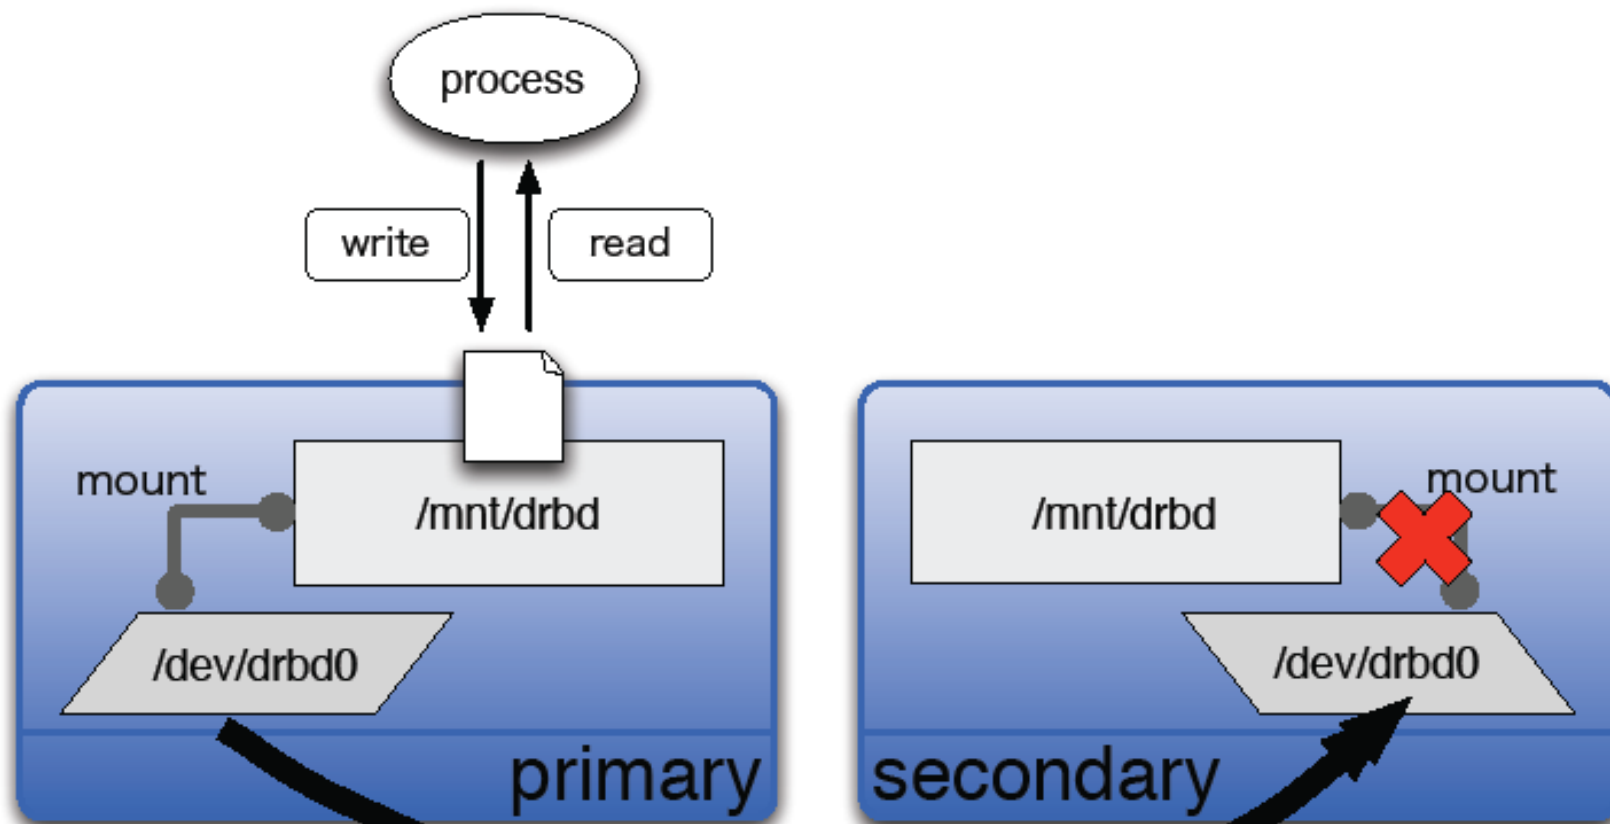 process
write
read
mount
/mnt/drbd
/dev/drbd0
primary
mount
/mnt/drbd
/dev/drbd0
secondary